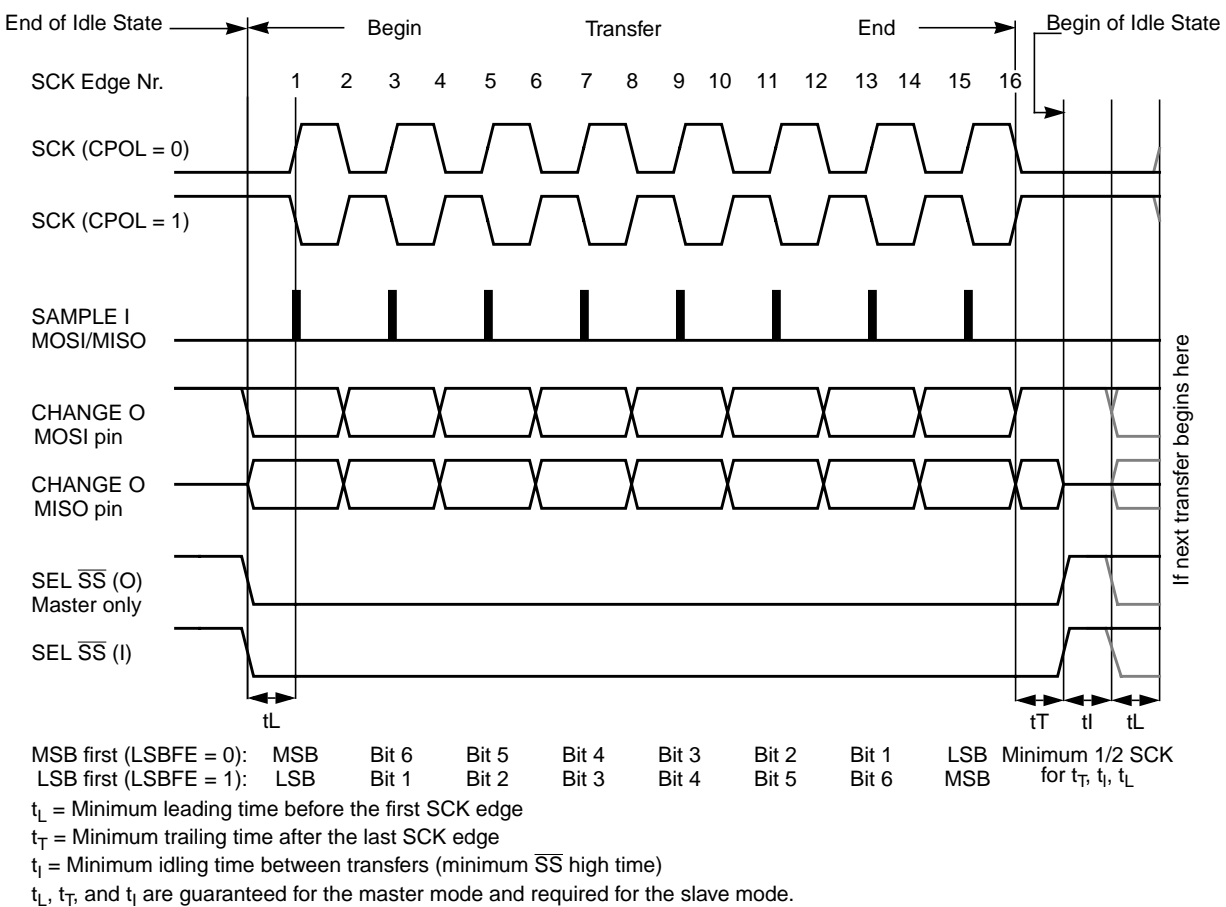 End of Idle State
Begin
Transfer
End
Begin of Idle State
SCK Edge Nr.
1 2 3 4 5 6 7 8 9 10 11 12 13 14 15 16
SCK (CPOL = 0)
SCK (CPOL = 1)
SAMPLE I
MOSI/MISO
CHANGE O
MOSI pin
CHANGE O
MISO pin
SEL S̅S̅ (O)
Master only
SEL S̅S̅ (I)
If next transfer begins here
tL
tT tI tL
MSB first (LSBFE = 0): MSB Bit 6 Bit 5 Bit 4 Bit 3 Bit 2 Bit 1 LSB
LSB first (LSBFE = 1): LSB Bit 1 Bit 2 Bit 3 Bit 4 Bit 5 Bit 6 MSB
Minimum 1/2 SCK
for tT, tI, tL
tL = Minimum leading time before the first SCK edge
tT = Minimum trailing time after the last SCK edge
tI = Minimum idling time between transfers (minimum S̅S̅ high time)
tL, tT, and tI are guaranteed for the master mode and required for the slave mode.